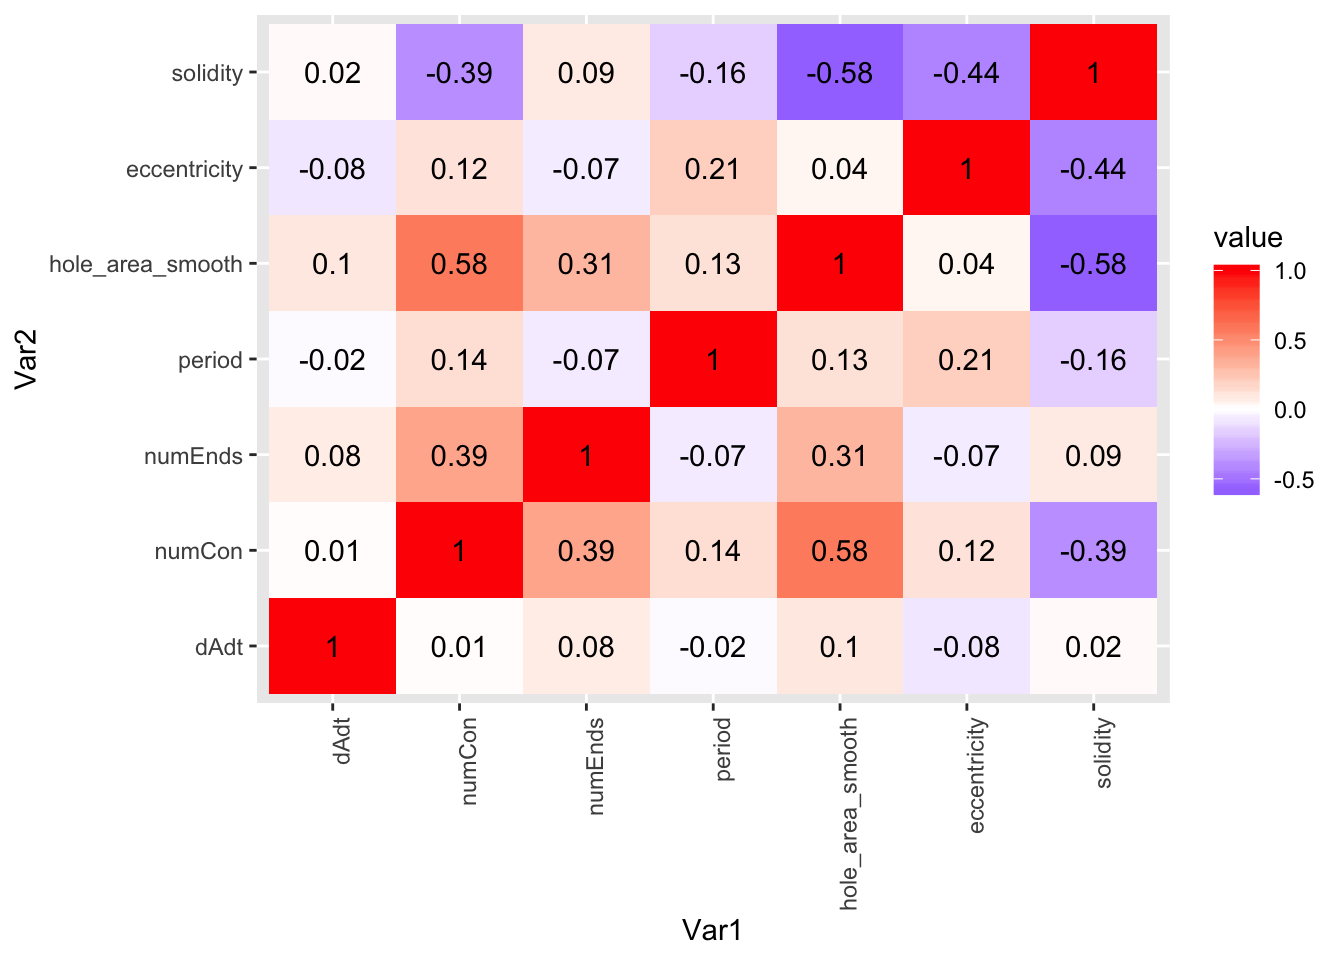 solidity 0.02 -0.39 0.09 -0.16 -0.58 -0.44 1
eccentricity -0.08 0.12 -0.07 0.21 0.04 1 -0.44
hole_area_smooth 0.1 0.58 0.31 0.13 1 0.04 -0.58
period -0.02 0.14 -0.07 1 0.13 0.21 -0.16
numEnds 0.08 0.39 1 -0.07 0.31 -0.07 0.09
numCon 0.01 1 0.39 0.14 0.58 0.12 -0.39
dAdt 1 0.01 0.08 -0.02 0.1 -0.08 0.02
Var2
dAdt
numCon
numEnds
period
hole_area_smooth
eccentricity
solidity
Var1
value
1.0
0.5
0.0
-0.5